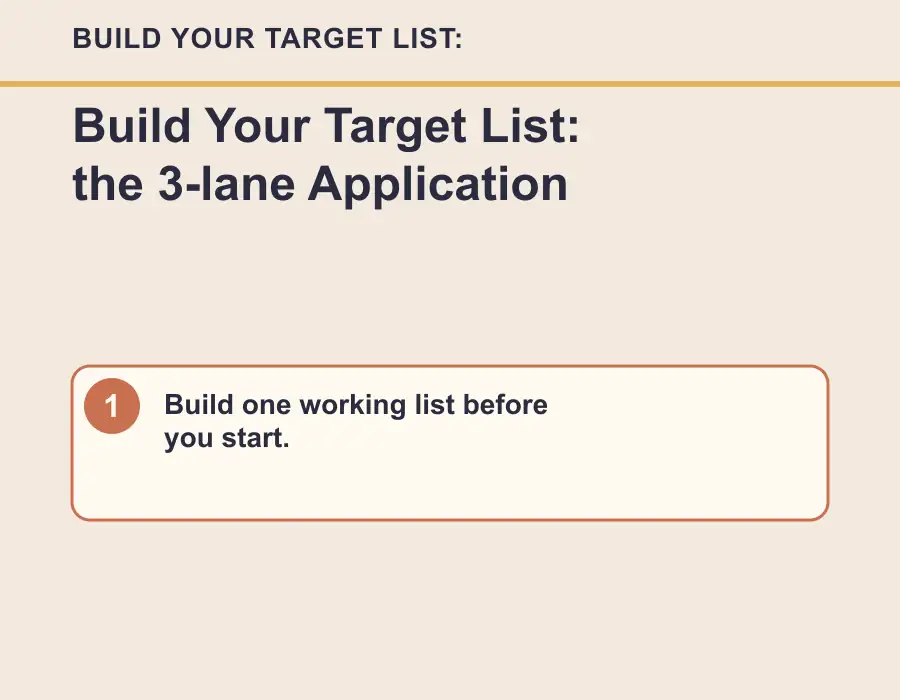 BUILD YOUR TARGET LIST:
Build Your Target List:
the 3-lane Application
1
Build one working list before
you start.